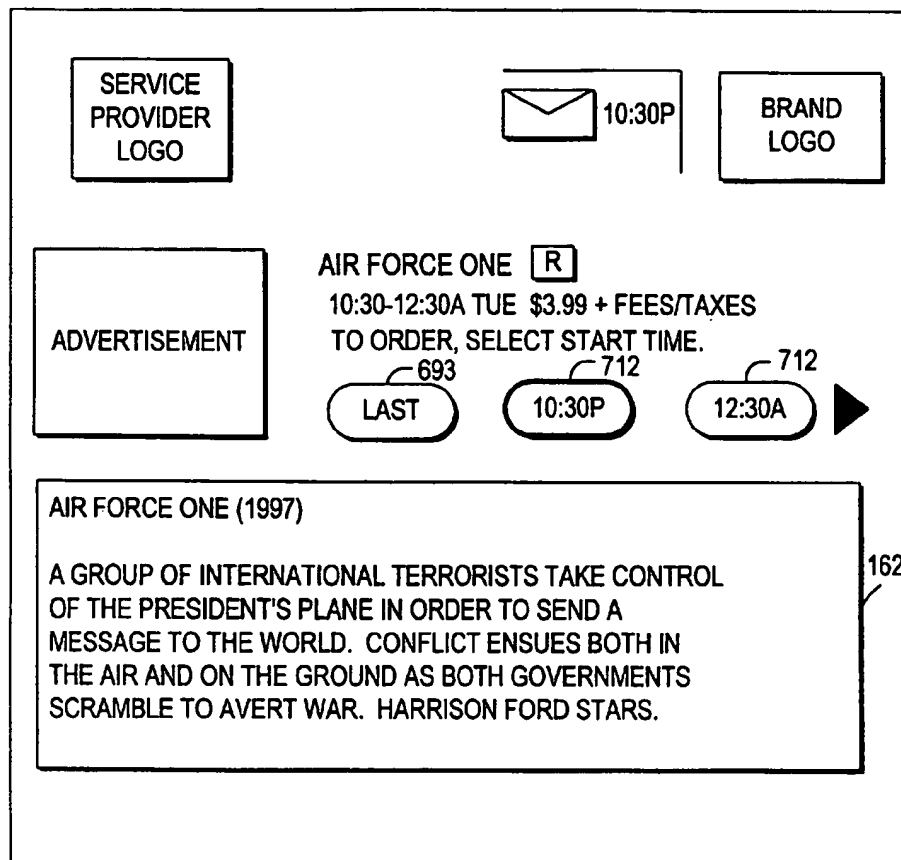 SERVICE
PROVIDER
LOGO
10:30P
BRAND
LOGO
ADVERTISEMENT
AIR FORCE ONE R
10:30-12:30A TUE $3.99 + FEES/TAXES
TO ORDER, SELECT START TIME.
693
712
712
LAST
10:30P
12:30A
AIR FORCE ONE (1997)
A GROUP OF INTERNATIONAL TERRORISTS TAKE CONTROL
OF THE PRESIDENT'S PLANE IN ORDER TO SEND A
MESSAGE TO THE WORLD. CONFLICT ENSUES BOTH IN
THE AIR AND ON THE GROUND AS BOTH GOVERNMENTS
SCRAMBLE TO AVERT WAR. HARRISON FORD STARS.
162